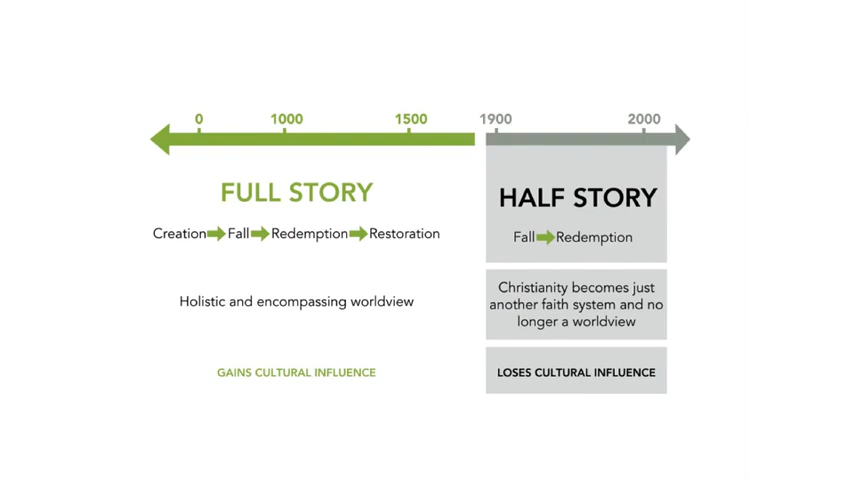 0 1000 1500 1900 2000
FULL STORY
Creation Fall Redemption Restoration
Holistic and encompassing worldview
GAINS CULTURAL INFLUENCE
HALF STORY
Fall Redemption
Christianity becomes just
another faith system and no
longer a worldview
LOSES CULTURAL INFLUENCE